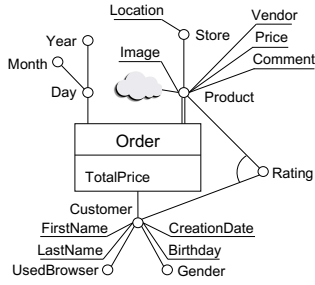 Location
Vendor
Year
Store
Price
Image
Month
Comment
Day
Product
Order
TotalPrice
Rating
Customer
FirstName
CreationDate
LastName
Birthday
UsedBrowser
Gender